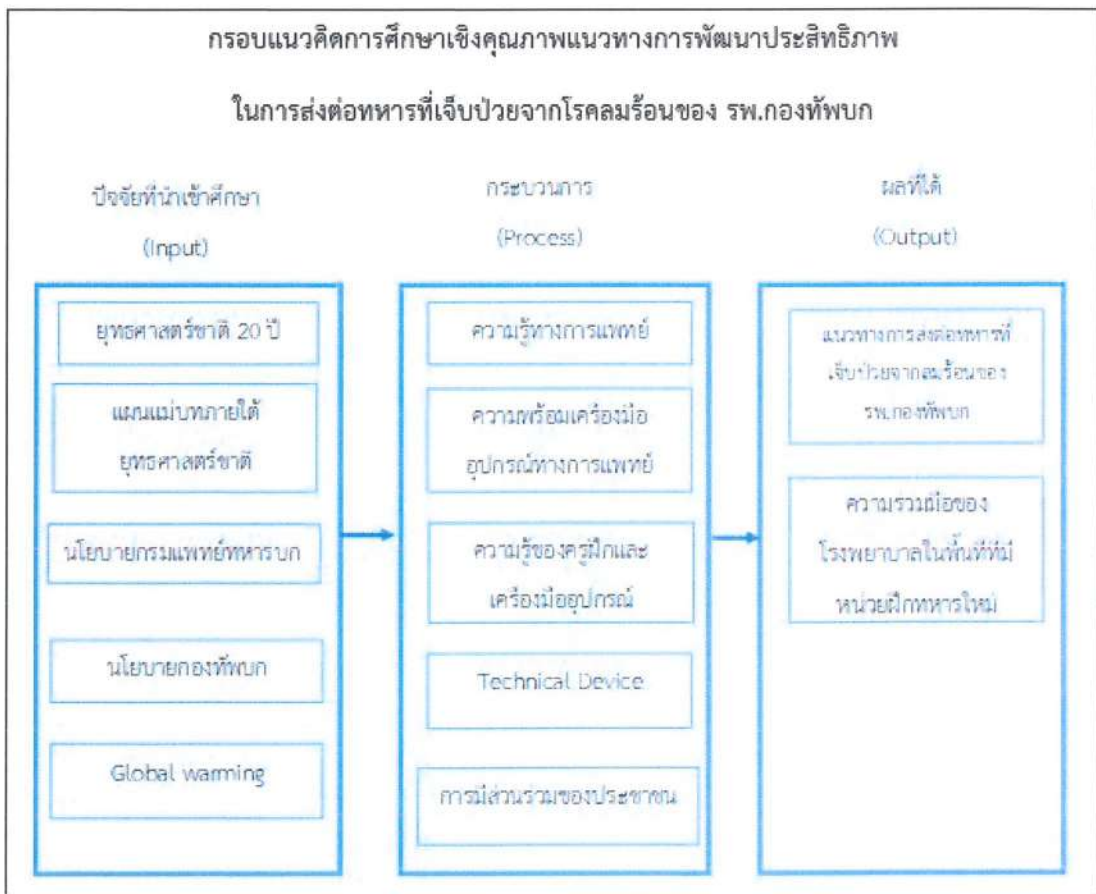 กรอบแนวคิดการศึกษาเชิงคุณภาพแนวทางการพัฒนาประสิทธิภาพ
ในการส่งต่อทหารที่เจ็บป่วยจากโรคลมร้อนของ รพ.กองทัพบก
ปัจจัยที่นำเข้าศึกษา
(Input)
ยุทธศาสตร์ชาติ 20 ปี
แผนแม่บทภายใต้
ยุทธศาสตร์ชาติ
นโยบายกรมแพทย์ทหารบก
นโยบายกองทัพบก
Global warming
กระบวนการ
(Process)
ความรู้ทางการแพทย์
ความพร้อมเครื่องมือ
อุปกรณ์ทางการแพทย์
ความรู้ของครูฝึกและ
เครื่องมืออุปกรณ์
Technical Device
การมีส่วนร่วมของประชาชน
ผลที่ได้
(Output)
แนวทางการส่งต่อทหารที่
เจ็บป่วยจากลมร้อนของ
รพ.กองทัพบก
ความร่วมมือของ
โรงพยาบาลในพื้นที่ที่มี
หน่วยฝึกทหารใหม่